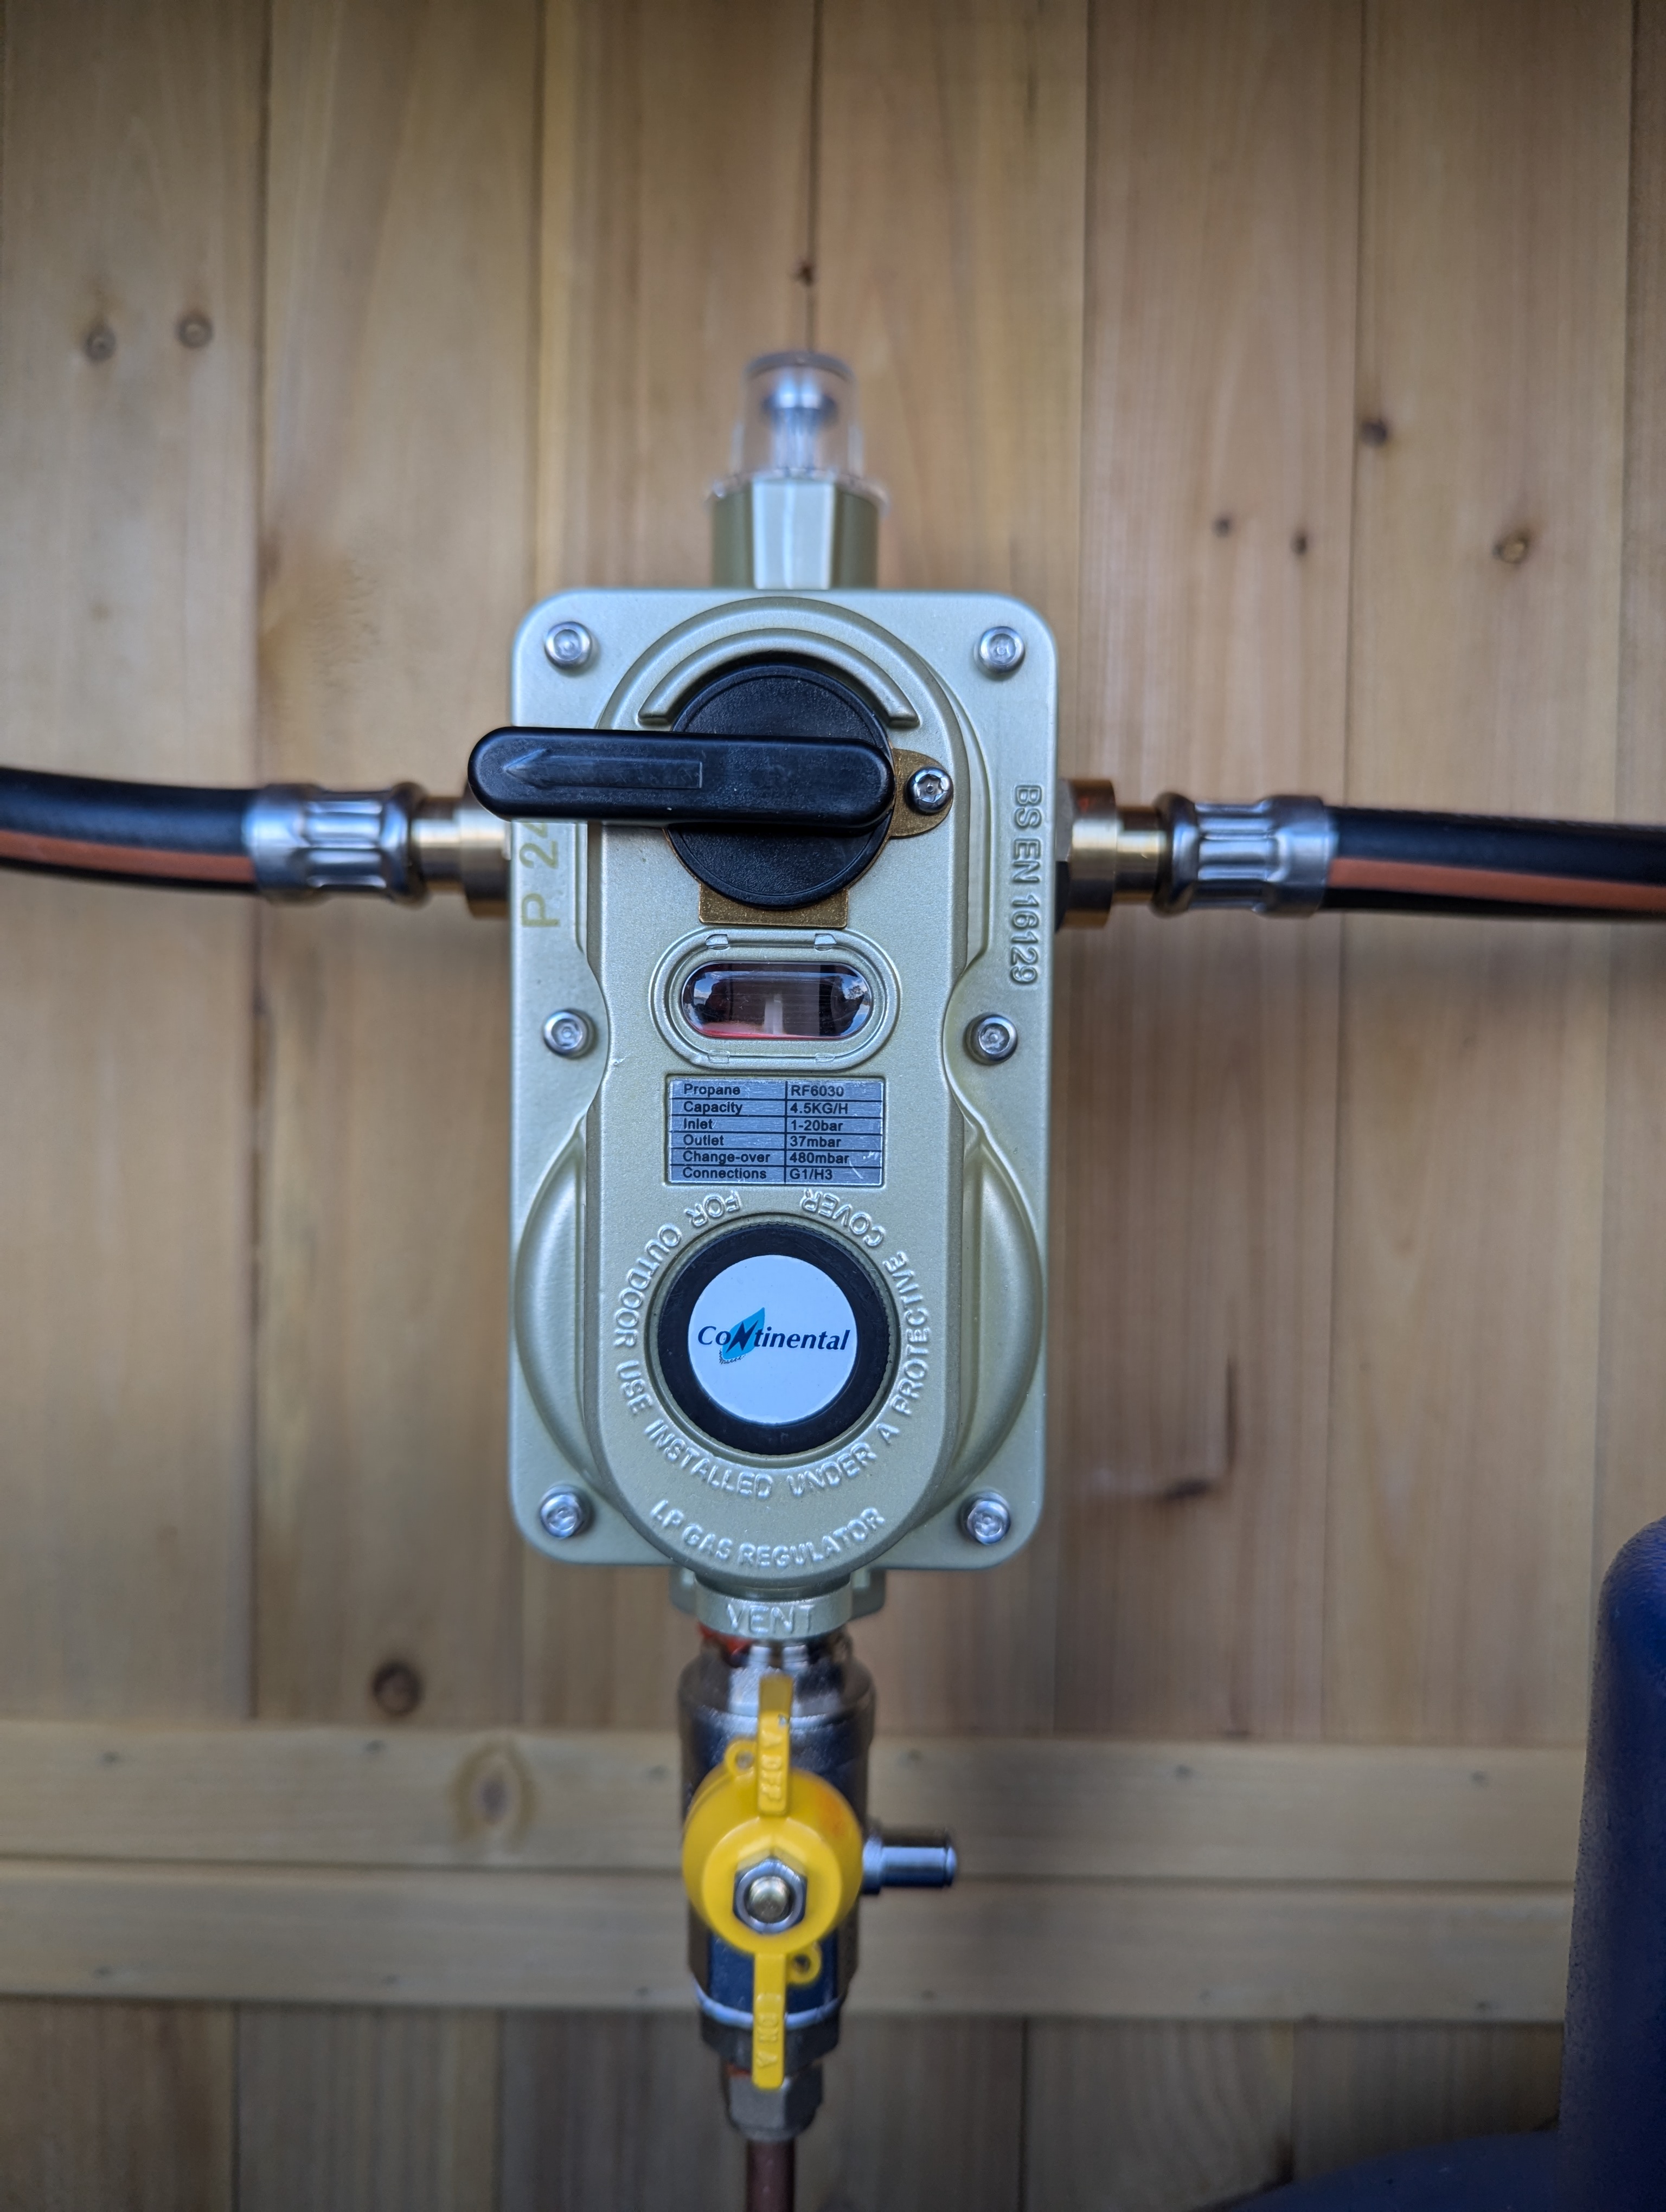 P 24
BS EN 16129
Propane RF6030
Capacity 4.5KG/H
Inlet 1-20bar
Outlet 37mbar
Change-over 480mbar
Connections G1/H3
FOR OUTDOOR USE INSTALLED UNDER A PROTECTIVE COVER
Continental
LP GAS REGULATOR
VENT